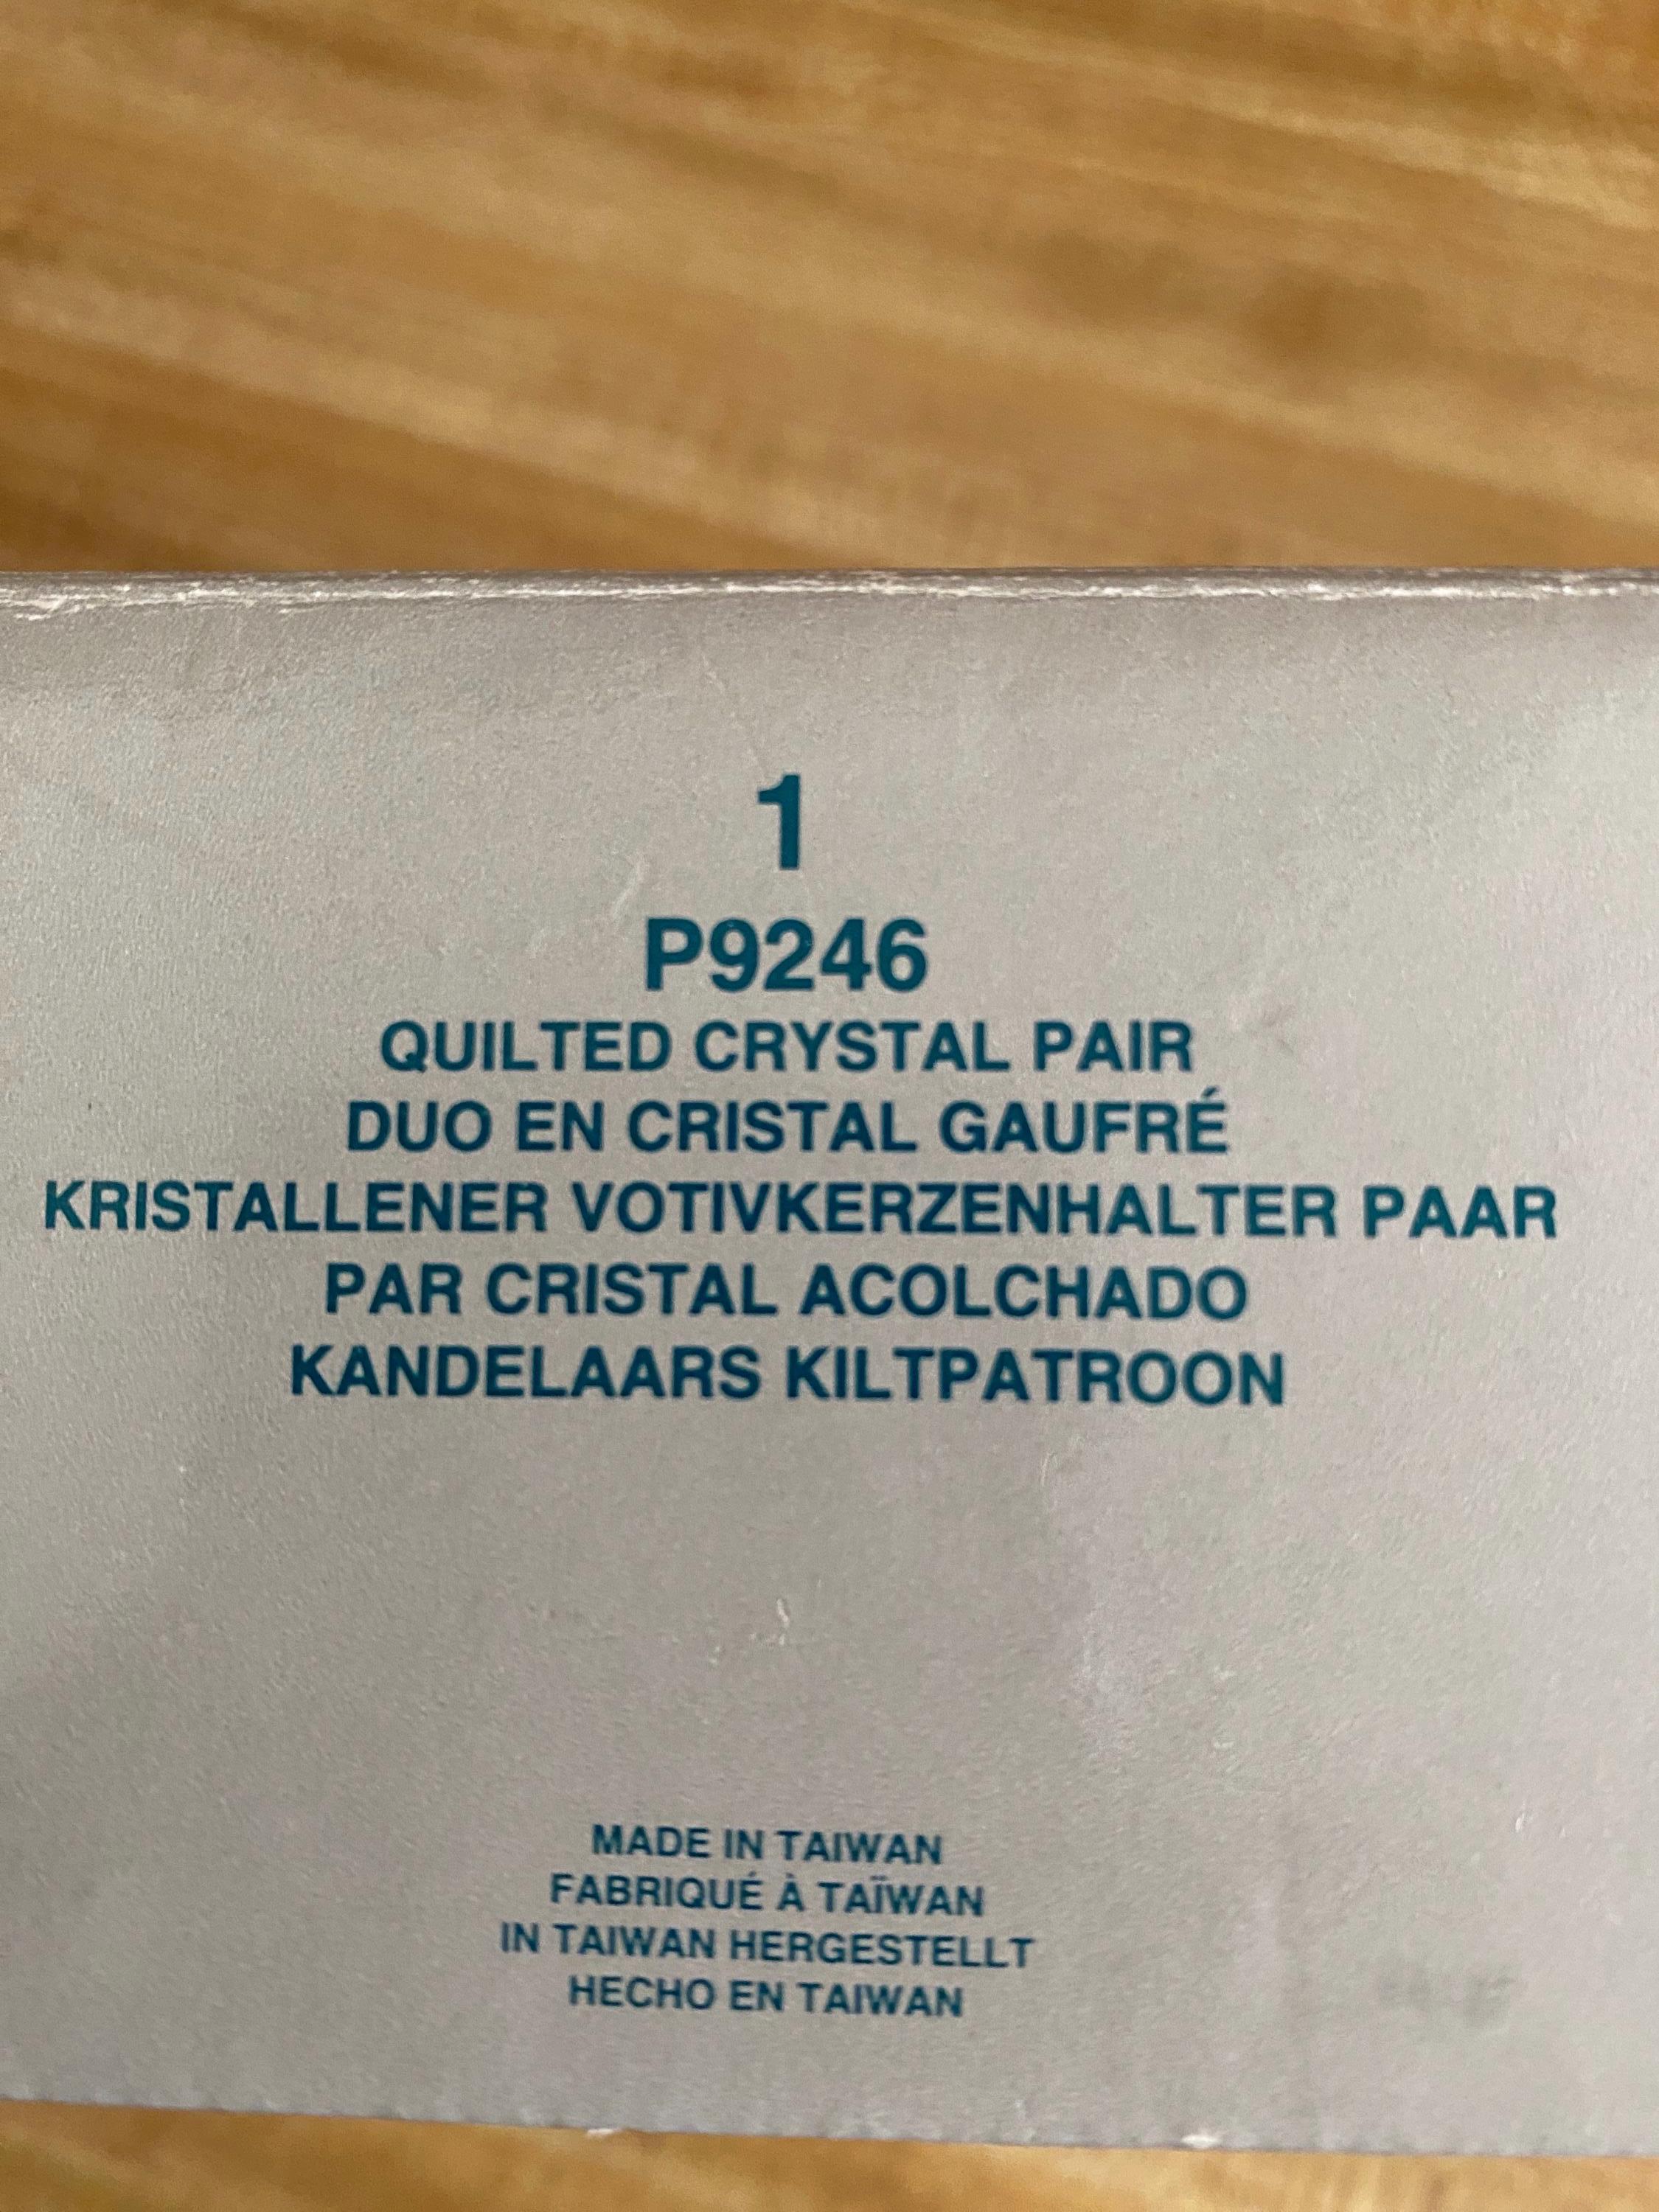 1
P9246
QUILTED CRYSTAL PAIR
DUO EN CRISTAL GAUFRÉ
KRISTALLENER VOTIVKERZENHALTER PAAR
PAR CRISTAL ACOLCHADO
KANDELAARS KILTPATROON
MADE IN TAIWAN
FABRIQUÉ À TAÏWAN
IN TAIWAN HERGESTELLT
HECHO EN TAIWAN